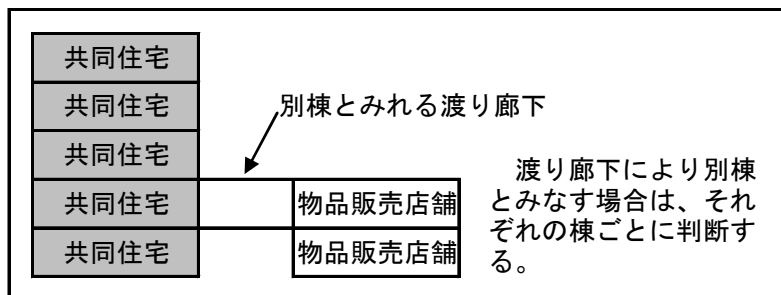 共同住宅
共同住宅
別棟とみれる渡り廊下
共同住宅
共同住宅
物品販売店舗
共同住宅
物品販売店舗
渡り廊下により別棟
とみなす場合は、それ
ぞれの棟ごとに判断す
る。